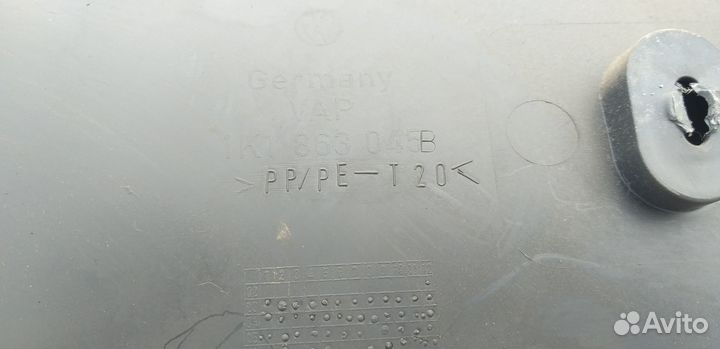 Germany
VAP
1K1 863 045B
>PP/PE-T20<
Avito